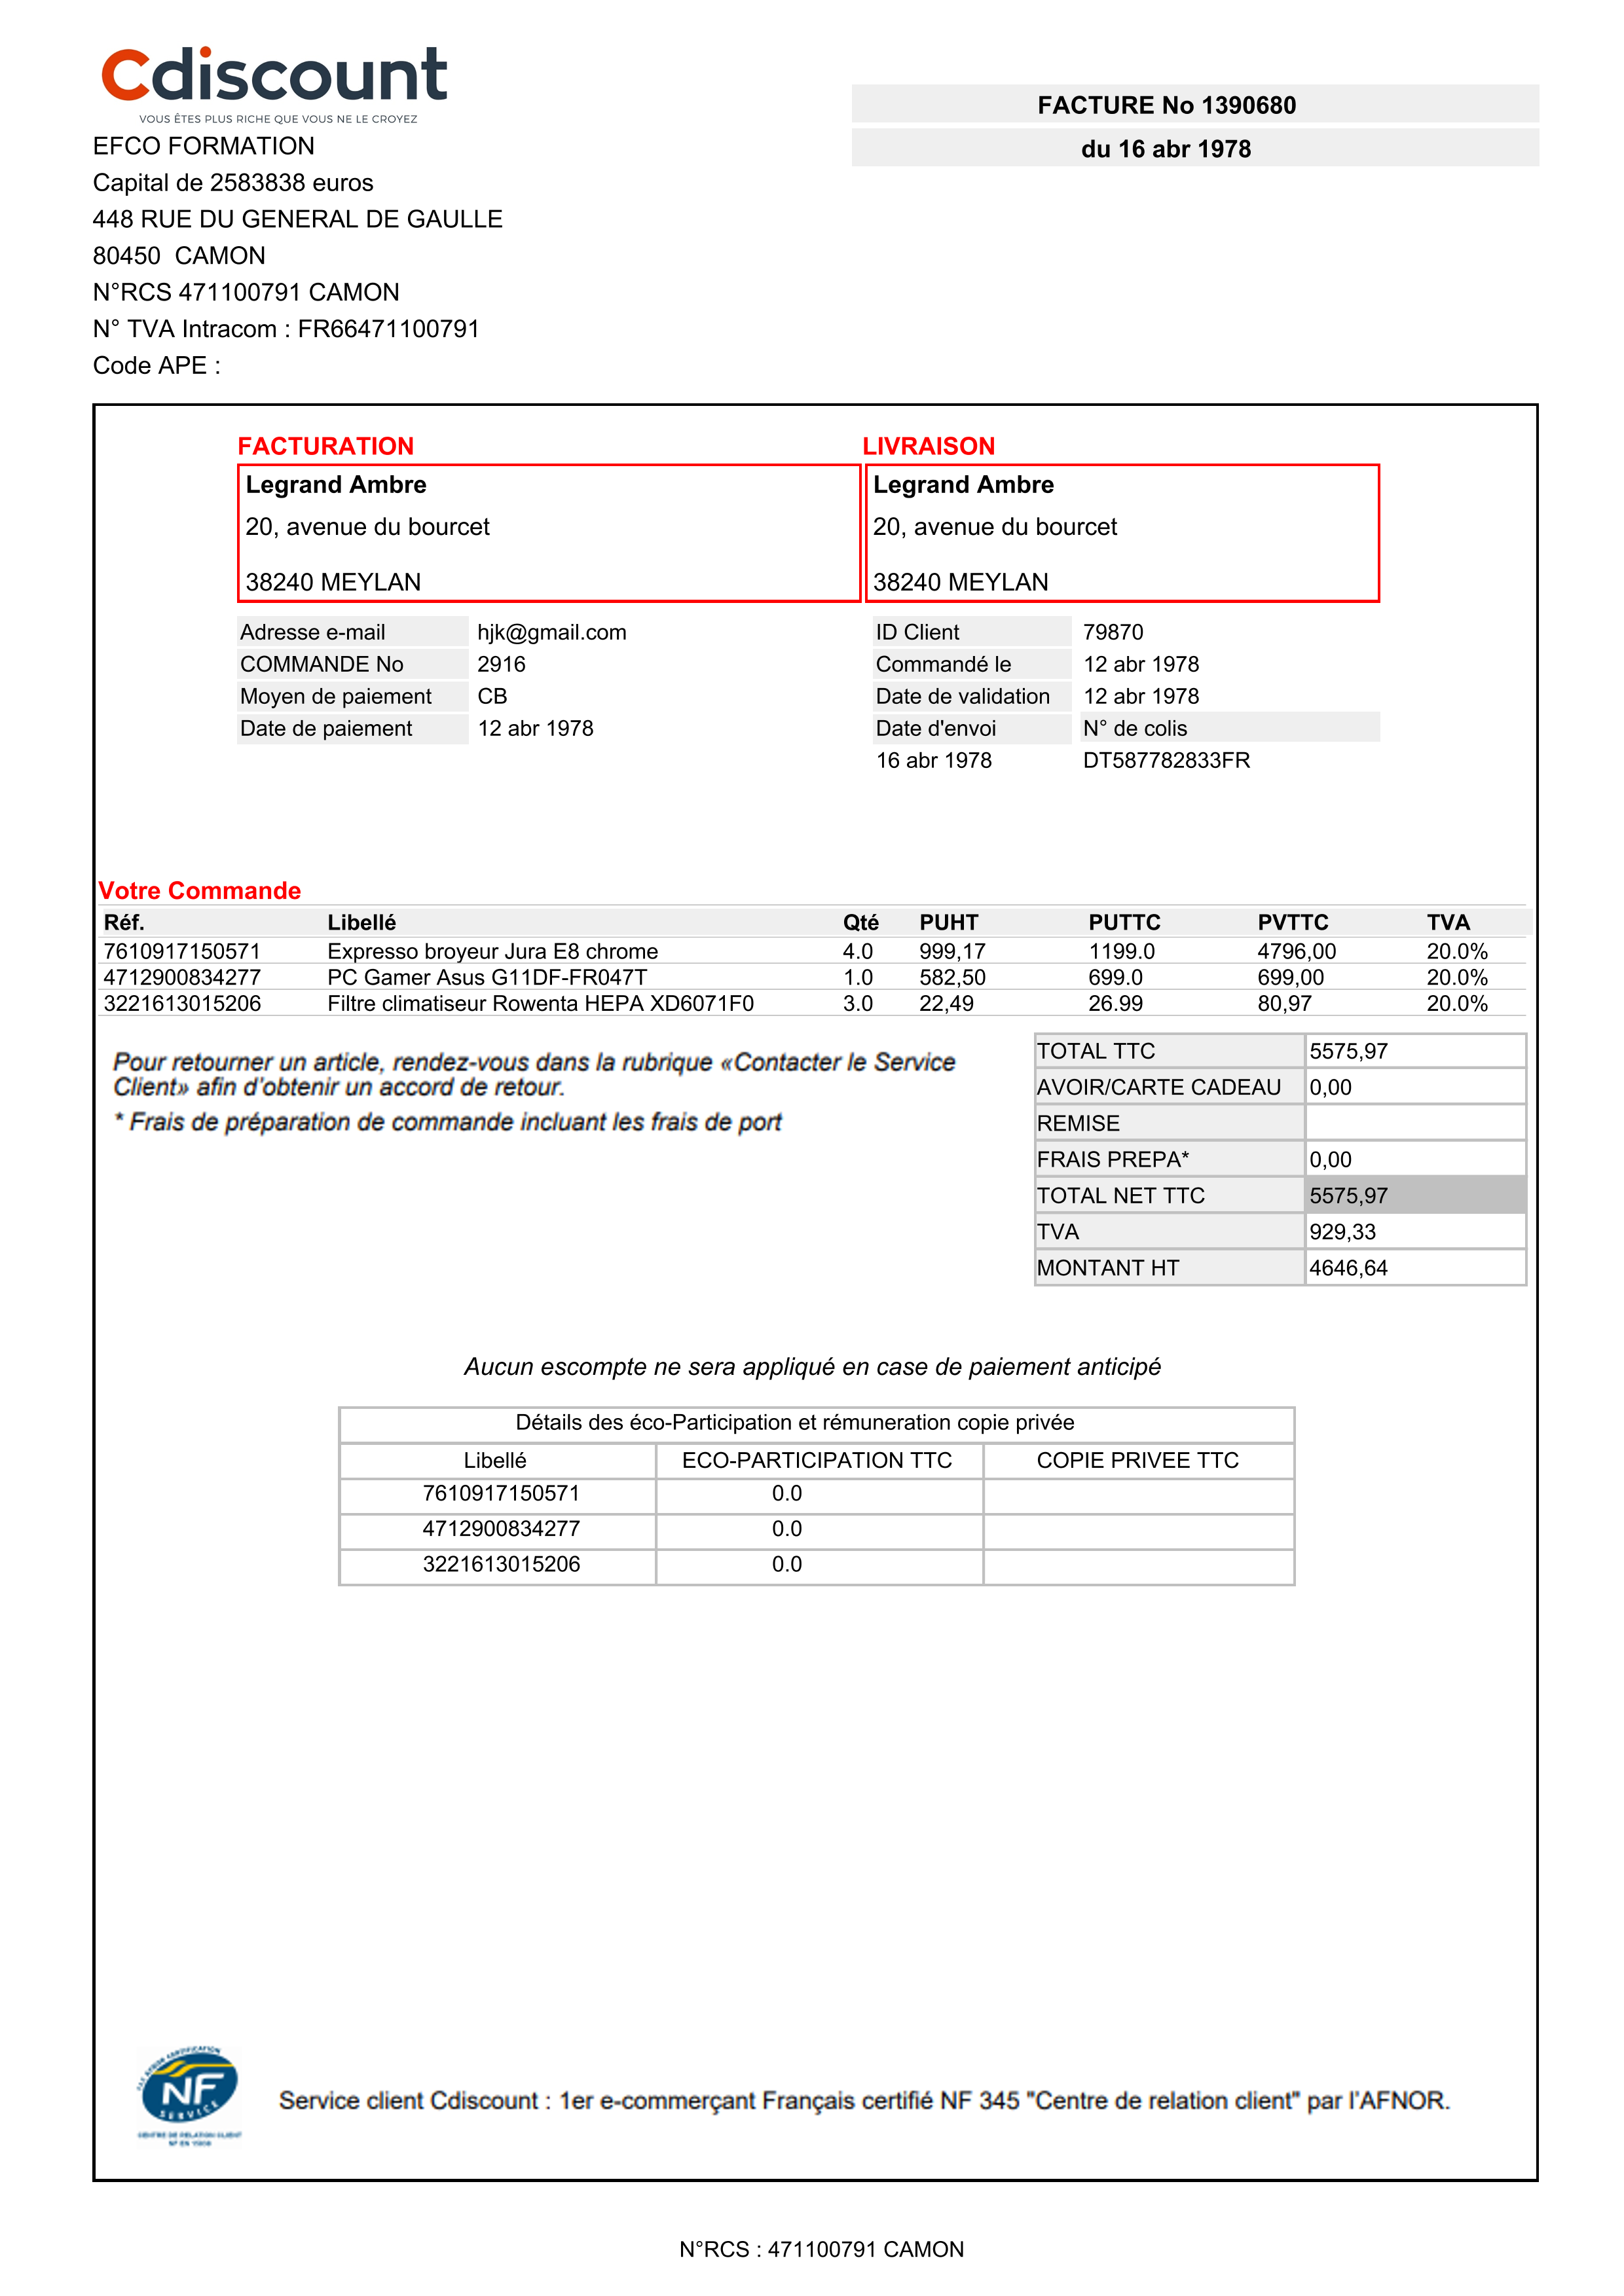 Cdiscount
VOUS ÊTES PLUS RICHE QUE VOUS NE LE CROYEZ
FACTURE No 1390680
du 16 abr 1978
EFCO FORMATION
Capital de 2583838 euros
448 RUE DU GENERAL DE GAULLE
80450 CAMON
N°RCS 471100791 CAMON
N° TVA Intracom : FR66471100791
Code APE :
FACTURATION
Legrand Ambre
20, avenue du bourcet
38240 MEYLAN
LIVRAISON
Legrand Ambre
20, avenue du bourcet
38240 MEYLAN
Adresse e-mail hjk@gmail.com
COMMANDE No 2916
Moyen de paiement CB
Date de paiement 12 abr 1978
ID Client 79870
Commandé le 12 abr 1978
Date de validation 12 abr 1978
Date d'envoi N° de colis
16 abr 1978 DT587782833FR
Votre Commande
Réf. Libellé Qté PUHT PUTTC PVTTC TVA
7610917150571 Expresso broyeur Jura E8 chrome 4.0 999,17 1199.0 4796,00 20.0%
4712900834277 PC Gamer Asus G11DF-FR047T 1.0 582,50 699.0 699,00 20.0%
3221613015206 Filtre climatiseur Rowenta HEPA XD6071F0 3.0 22,49 26.99 80,97 20.0%
Pour retourner un article, rendez-vous dans la rubrique «Contacter le Service
Client» afin d'obtenir un accord de retour.
* Frais de préparation de commande incluant les frais de port
TOTAL TTC 5575,97
AVOIR/CARTE CADEAU 0,00
REMISE
FRAIS PREPA* 0,00
TOTAL NET TTC 5575,97
TVA 929,33
MONTANT HT 4646,64
Aucun escompte ne sera appliqué en case de paiement anticipé
Détails des éco-Participation et rémuneration copie privée
Libellé ECO-PARTICIPATION TTC COPIE PRIVEE TTC
7610917150571 0.0
4712900834277 0.0
3221613015206 0.0
NF
SERVICE
CENTRE DE RELATION CLIENT
Service client Cdiscount : 1er e-commerçant Français certifié NF 345 "Centre de relation client" par l'AFNOR.
N°RCS : 471100791 CAMON